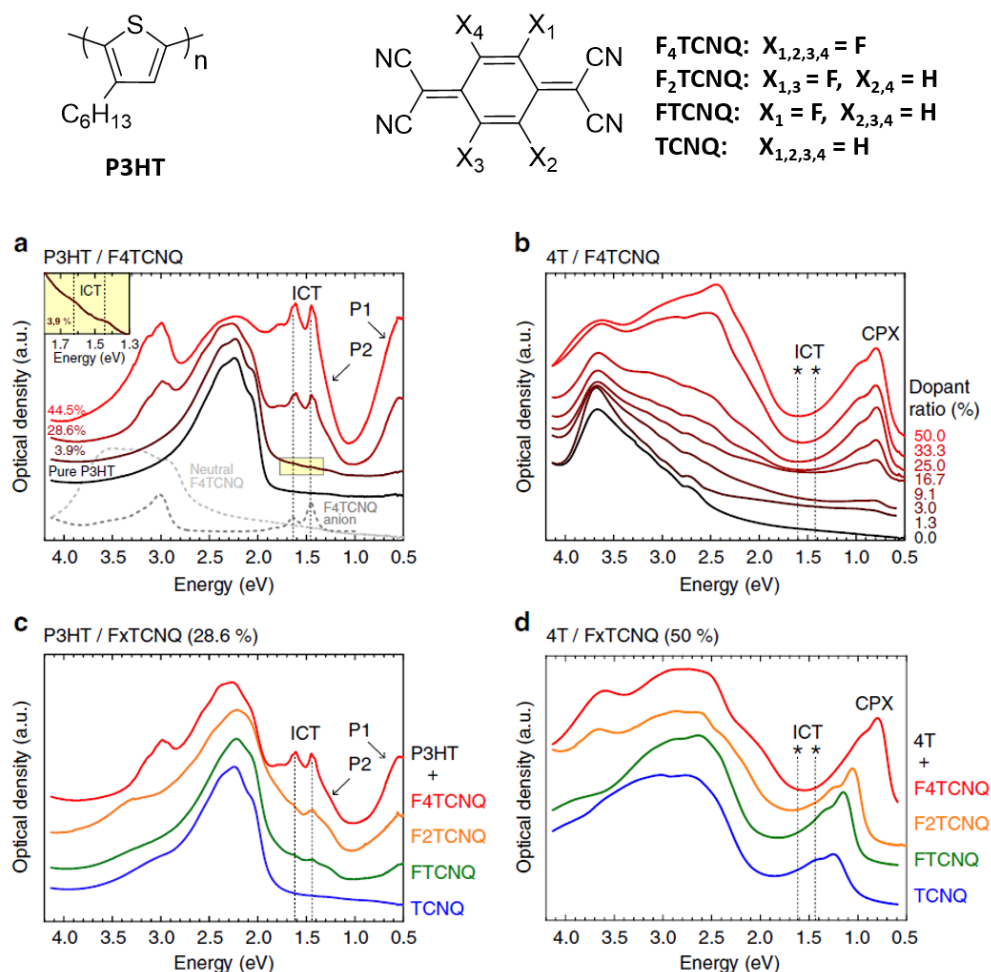 S
n
C₆H₁₃
P3HT
X₄ X₁
NC CN
NC CN
X₃ X₂
F₄TCNQ: X₁,₂,₃,₄ = F
F₂TCNQ: X₁,₃ = F, X₂,₄ = H
FTCNQ: X₁ = F, X₂,₃,₄ = H
TCNQ: X₁,₂,₃,₄ = H
a P3HT / F4TCNQ
Optical density (a.u.)
ICT
3.9 %
1.7 1.5 1.3
Energy (eV)
ICT
P1
P2
44.5%
28.6%
3.9%
Pure P3HT
Neutral
F4TCNQ
F4TCNQ
anion
4.0 3.5 3.0 2.5 2.0 1.5 1.0 0.5
Energy (eV)
b 4T / F4TCNQ
Optical density (a.u.)
ICT
* *
CPX
Dopant
ratio (%)
50.0
33.3
25.0
16.7
9.1
3.0
1.3
0.0
4.0 3.5 3.0 2.5 2.0 1.5 1.0 0.5
Energy (eV)
c P3HT / FxTCNQ (28.6 %)
Optical density (a.u.)
ICT
P1
P2
P3HT
+
F4TCNQ
F2TCNQ
FTCNQ
TCNQ
4.0 3.5 3.0 2.5 2.0 1.5 1.0 0.5
Energy (eV)
d 4T / FxTCNQ (50 %)
Optical density (a.u.)
ICT
* *
CPX
4T
+
F4TCNQ
F2TCNQ
FTCNQ
TCNQ
4.0 3.5 3.0 2.5 2.0 1.5 1.0 0.5
Energy (eV)